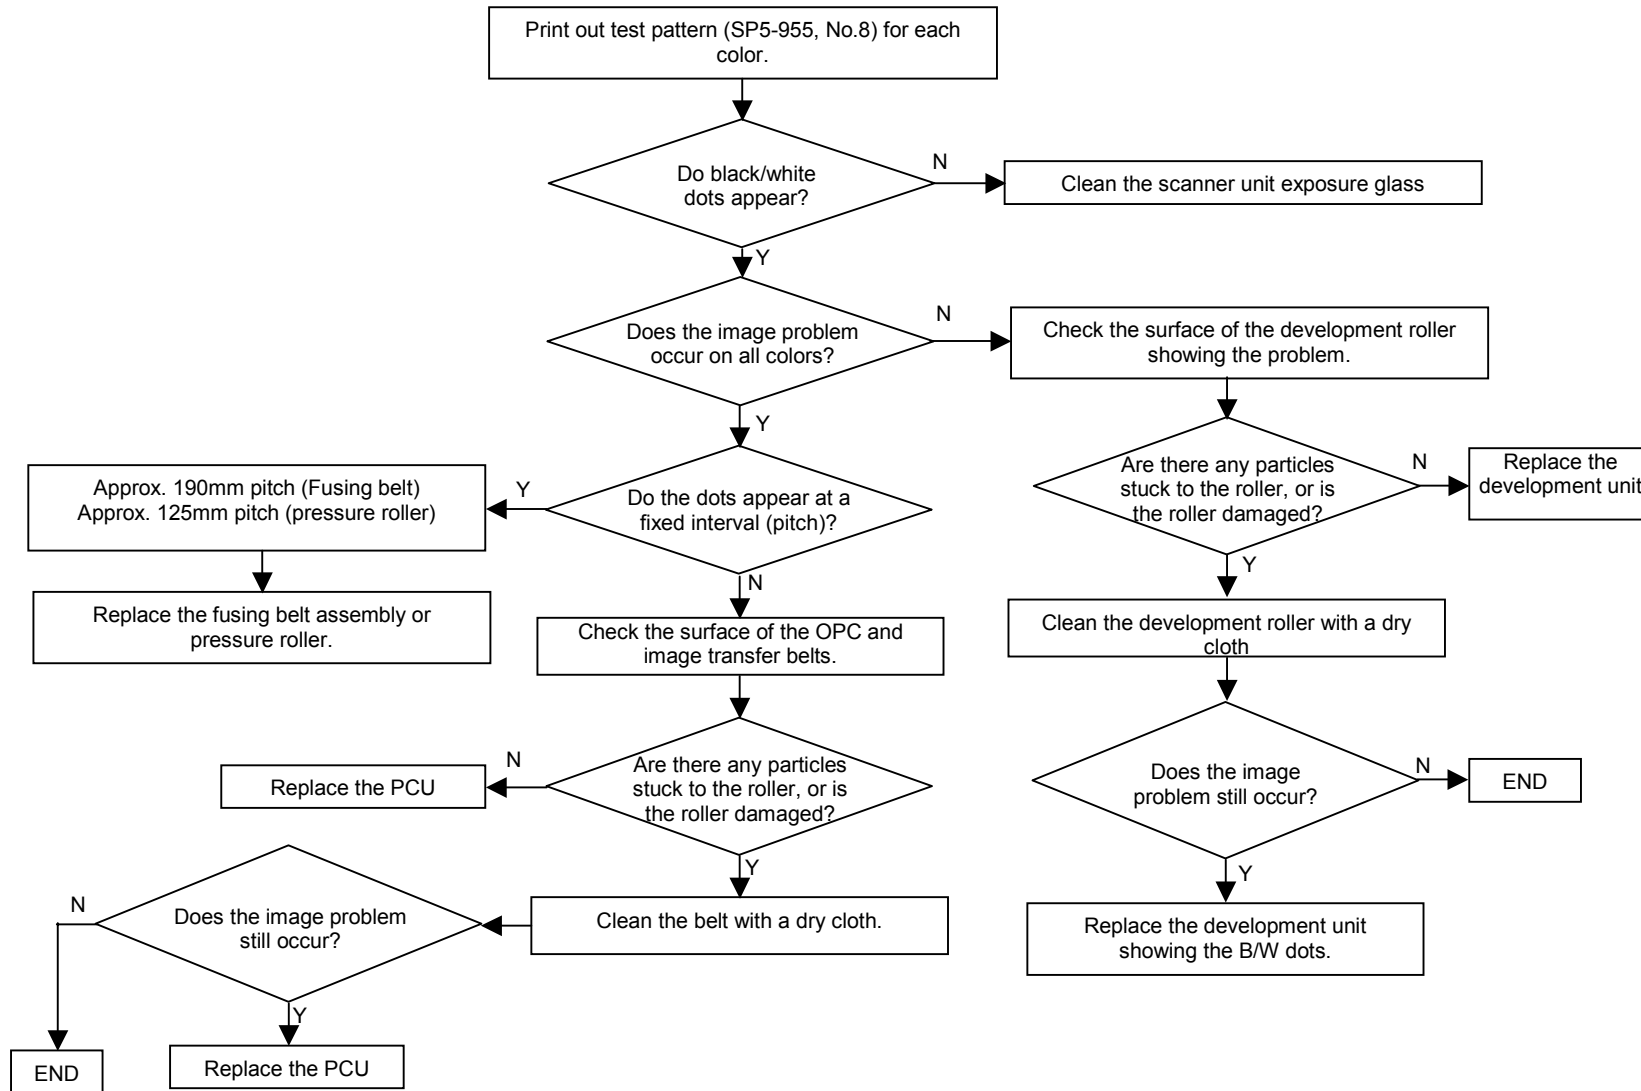 Print out test pattern (SP5-955, No.8) for each
color.
Do black/white
dots appear?
N
Clean the scanner unit exposure glass
Y
Does the image problem
occur on all colors?
N
Check the surface of the development roller
showing the problem.
Y
Do the dots appear at a
fixed interval (pitch)?
Y
Approx. 190mm pitch (Fusing belt)
Approx. 125mm pitch (pressure roller)
Replace the fusing belt assembly or
pressure roller.
N
Check the surface of the OPC and
image transfer belts.
Are there any particles
stuck to the roller, or is
the roller damaged?
N
Replace the PCU
Y
Clean the belt with a dry cloth.
Does the image problem
still occur?
N
END
Y
Replace the PCU
Are there any particles
stuck to the roller, or is
the roller damaged?
N
Replace the
development unit
Y
Clean the development roller with a dry
cloth
Does the image
problem still occur?
N
END
Y
Replace the development unit
showing the B/W dots.